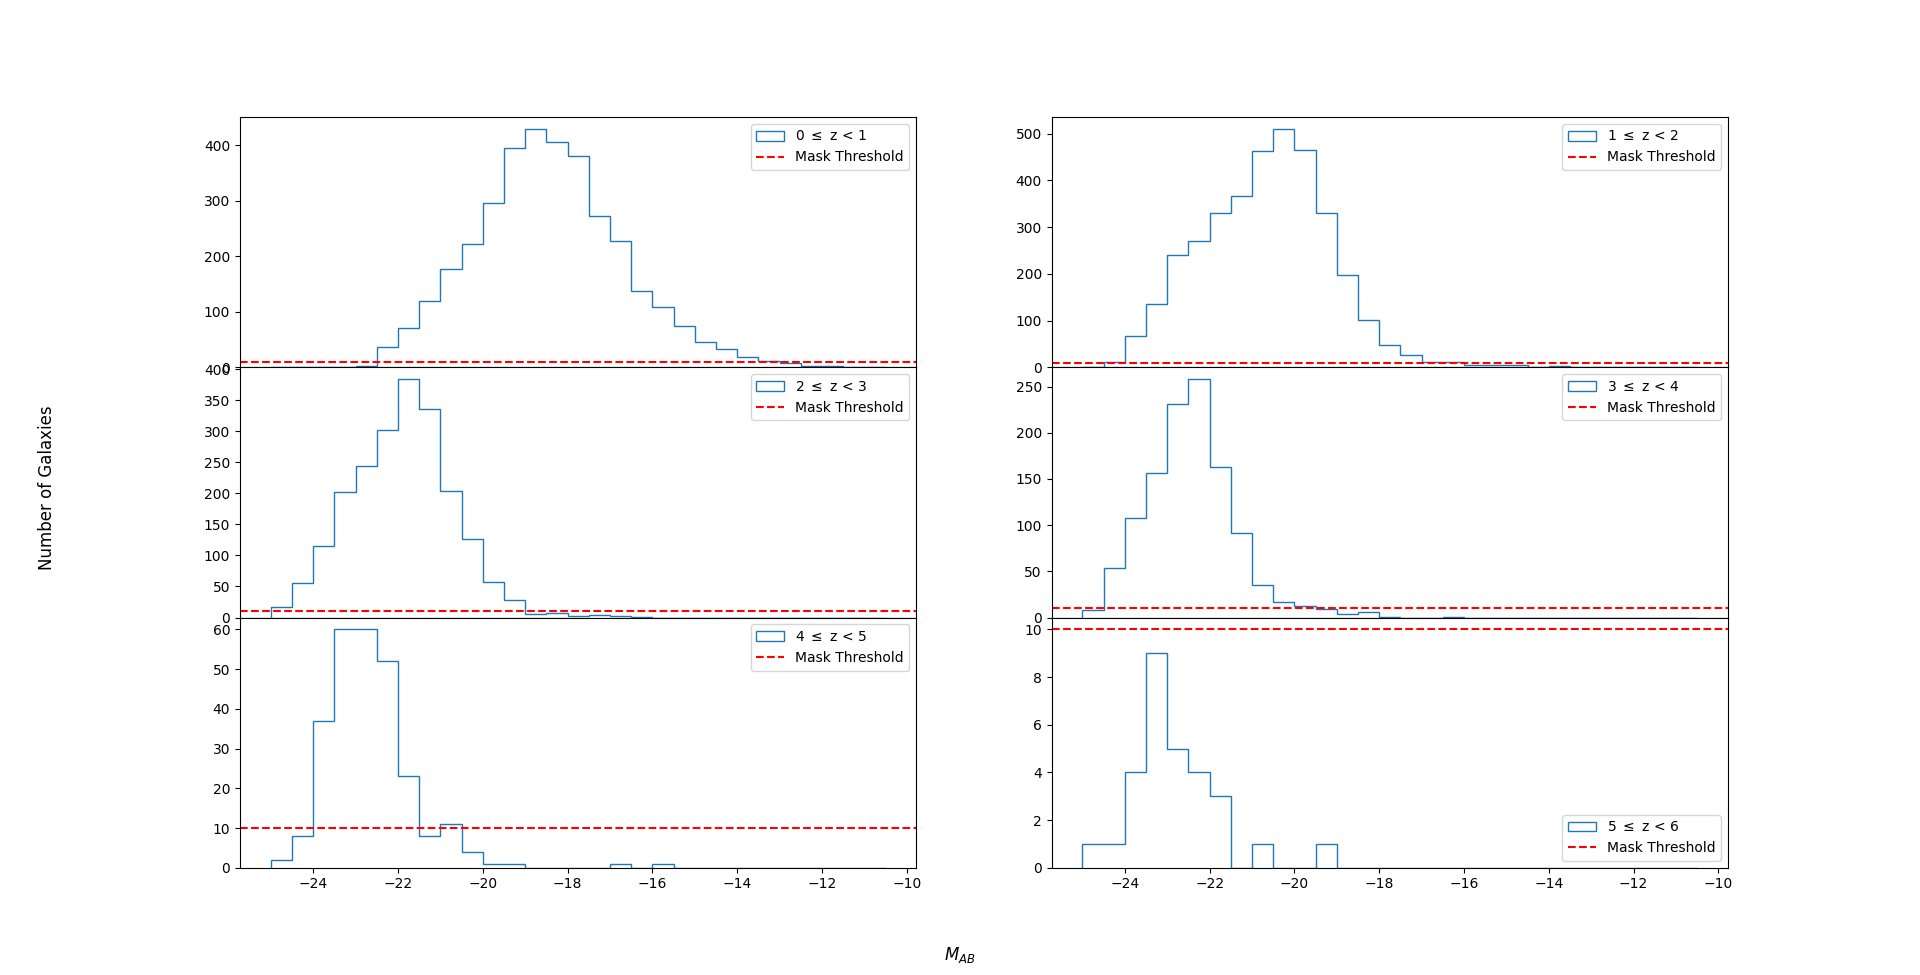 0 ≤ z < 1
Mask Threshold
400
300
200
100
0
1 ≤ z < 2
Mask Threshold
500
400
300
200
100
0
2 ≤ z < 3
Mask Threshold
400
350
300
250
200
150
100
50
0
3 ≤ z < 4
Mask Threshold
250
200
150
100
50
0
4 ≤ z < 5
Mask Threshold
60
50
40
30
20
10
0
−24 −22 −20 −18 −16 −14 −12 −10
10
8
6
4
2
0
5 ≤ z < 6
Mask Threshold
−24 −22 −20 −18 −16 −14 −12 −10
Number of Galaxies
M_AB